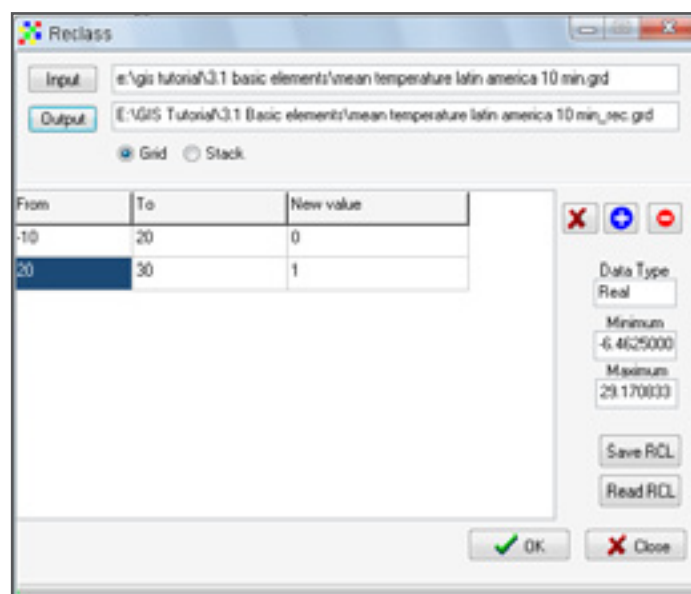 Reclass
Input e:\gis tutorial\3.1 basic elements\mean temperature latin america 10 min.grd
Output E:\GIS Tutorial\3.1 Basic elements\mean temperature latin america 10 min_rec.grd
Grid Stack
From To New value
-10 20 0
20 30 1
Data Type
Real
Minimum
-6.4625000
Maximum
29.170833
Save RCL
Read RCL
OK Close